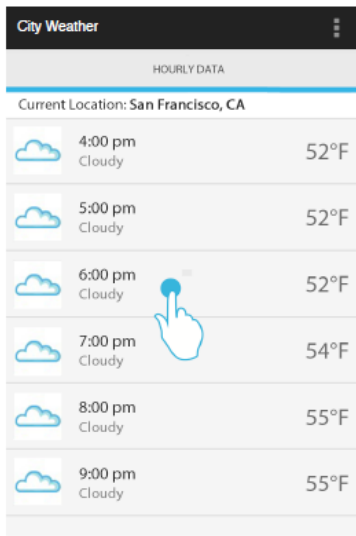 City Weather
HOURLY DATA
Current Location: San Francisco, CA
4:00 pm
Cloudy
52°F
5:00 pm
Cloudy
52°F
6:00 pm
Cloudy
52°F
7:00 pm
Cloudy
54°F
8:00 pm
Cloudy
55°F
9:00 pm
Cloudy
55°F